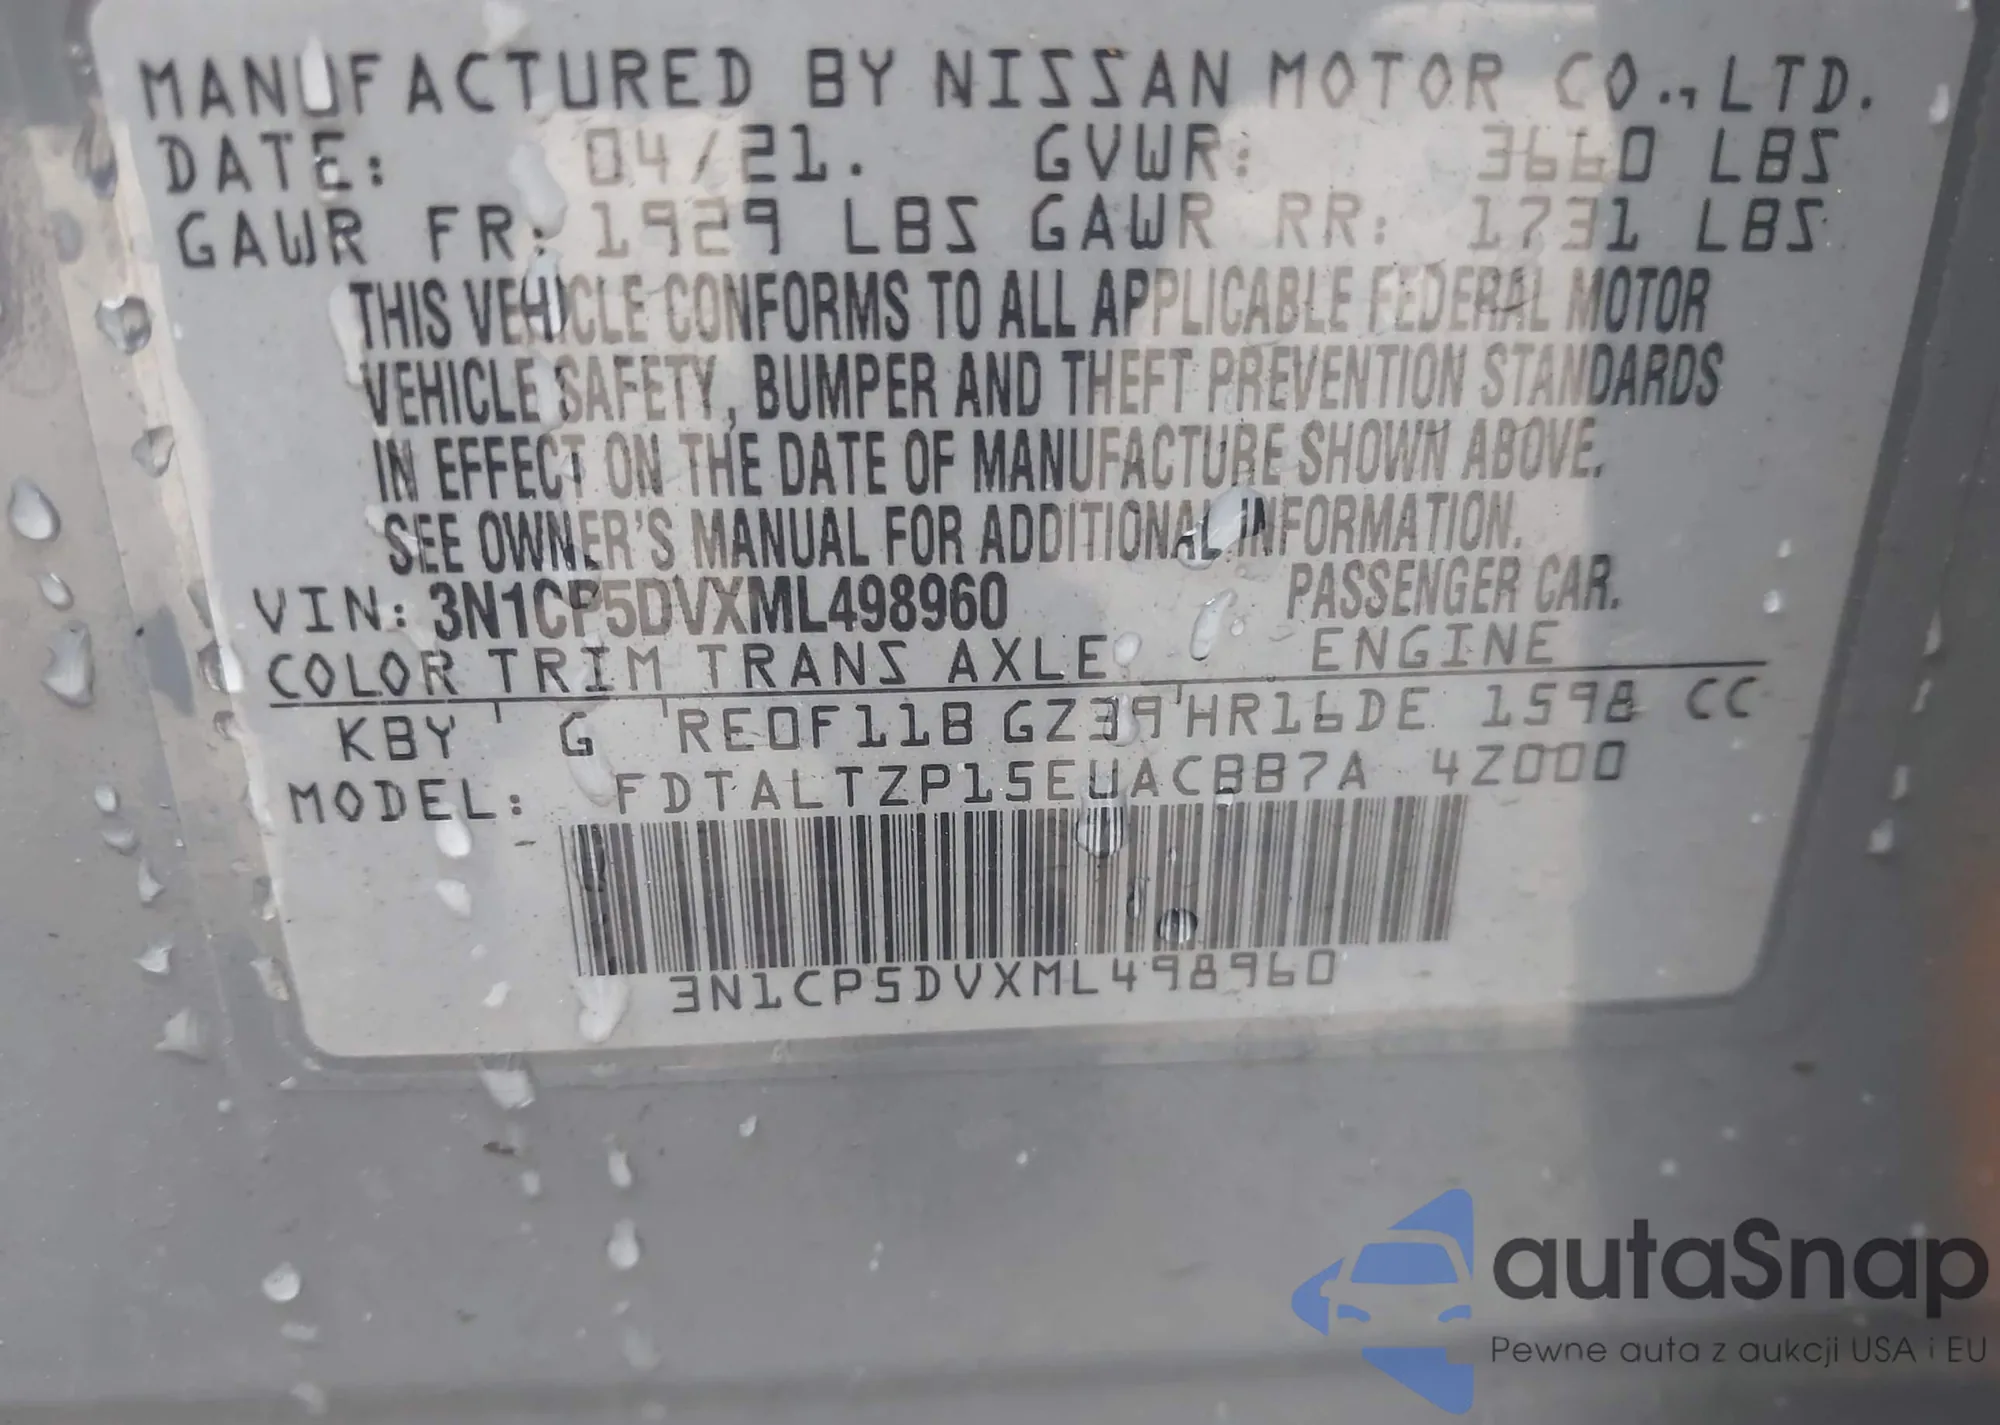 MANUFACTURED BY NISSAN MOTOR CO., LTD.
DATE: 04/21. GVWR: 3660 LBS
GAWR FR: 1929 LBS GAWR RR: 1731 LBS
THIS VEHICLE CONFORMS TO ALL APPLICABLE FEDERAL MOTOR
VEHICLE SAFETY, BUMPER AND THEFT PREVENTION STANDARDS
IN EFFECT ON THE DATE OF MANUFACTURE SHOWN ABOVE.
SEE OWNER'S MANUAL FOR ADDITIONAL INFORMATION.
VIN: 3N1CP5DVXML498960 PASSENGER CAR.
COLOR TRIM TRANS AXLE ENGINE
KBY ' G ' RE0F11B GZ39 ' HR16DE 1598 CC
MODEL: FDTALTZP15EUACBB7A 4Z000
3N1CP5DVXML498960
autaSnap
Pewne auta z aukcji USA i EU